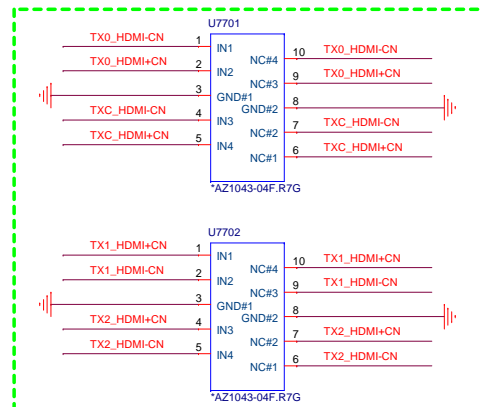 U7701
TX0_HDMI-CN 1 IN1 NC#4 10 TX0_HDMI-CN
TX0_HDMI+CN 2 IN2 NC#3 9 TX0_HDMI+CN
3 GND#1 GND#2 8
TXC_HDMI-CN 4 IN3 NC#2 7 TXC_HDMI-CN
TXC_HDMI+CN 5 IN4 NC#1 6 TXC_HDMI+CN
*AZ1043-04F.R7G
U7702
TX1_HDMI+CN 1 IN1 NC#4 10 TX1_HDMI+CN
TX1_HDMI-CN 2 IN2 NC#3 9 TX1_HDMI-CN
3 GND#1 GND#2 8
TX2_HDMI+CN 4 IN3 NC#2 7 TX2_HDMI+CN
TX2_HDMI-CN 5 IN4 NC#1 6 TX2_HDMI-CN
*AZ1043-04F.R7G